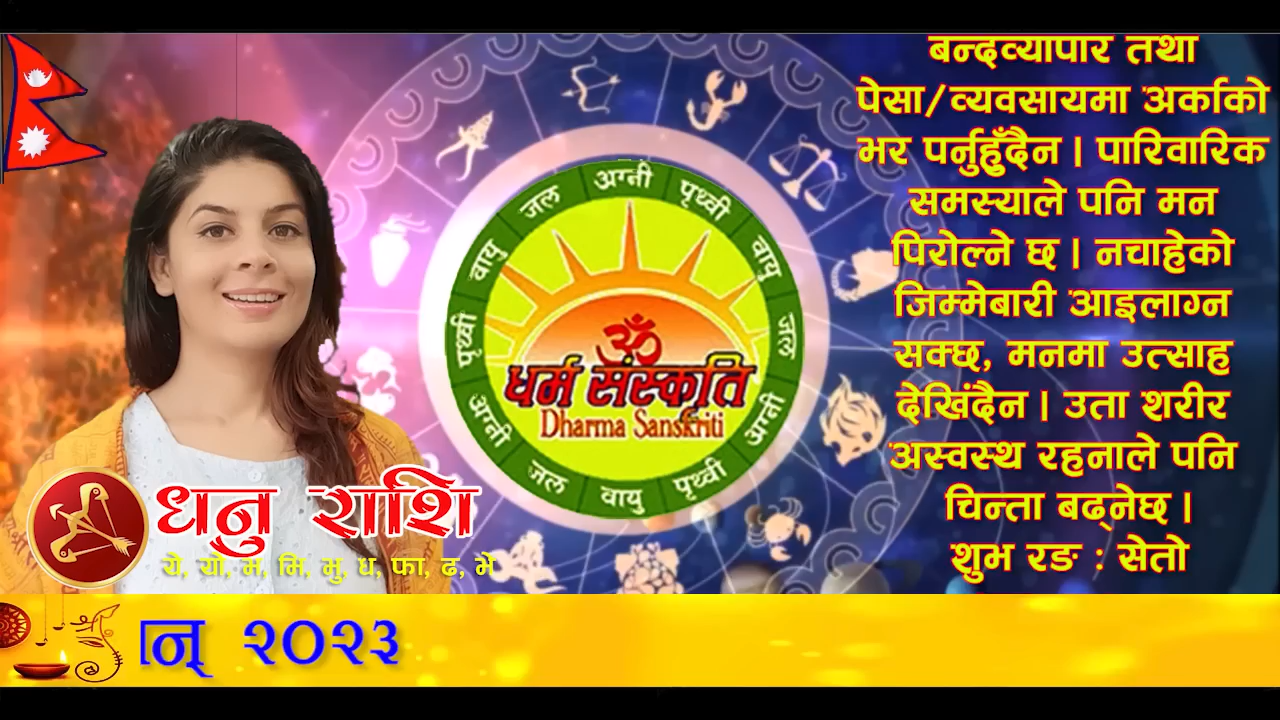 बन्दव्यापार तथा
पेसा/व्यवसायमा अर्काको
भर पर्नुहुँदैन । पारिवारिक
समस्याले पनि मन
पिरोल्ने छ । नचाहेको
जिम्मेबारी आइलाग्न
सक्छ, मनमा उत्साह
देखिंदैन । उता शरीर
अस्वस्थ रहनाले पनि
चिन्ता बढ्नेछ ।
शुभ रङ : सेतो
अग्नी पृथ्वी वायु जल अग्नी पृथ्वी वायु जल अग्नी पृथ्वी वायु जल
ॐ
धर्म संस्कृति
Dharma Sanskriti
धनु राशि
ये, यो, म, भि, मु, ध, फा, ढ, भे
श्री
न् २०२३